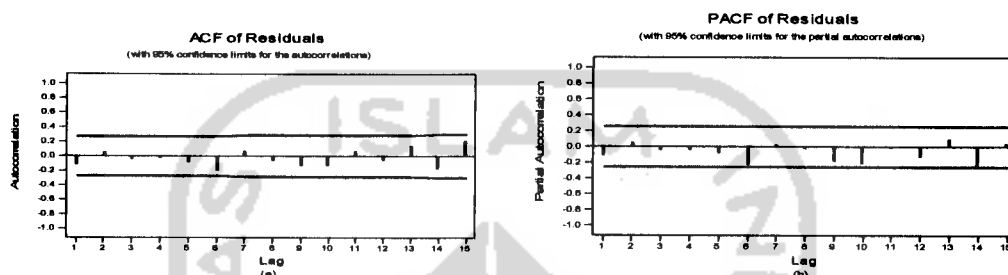 ACF of Residuals
(with 95% confidence limits for the autocorrelations)
Autocorrelation
1.0
0.8
0.6
0.4
0.2
0.0
-0.2
-0.4
-0.6
-0.8
-1.0
1 2 3 4 5 6 7 8 9 10 11 12 13 14 15
Lag
(a)
PACF of Residuals
(with 95% confidence limits for the partial autocorrelations)
Partial Autocorrelation
1.0
0.8
0.6
0.4
0.2
0.0
-0.2
-0.4
-0.6
-0.8
-1.0
1 2 3 4 5 6 7 8 9 10 11 12 13 14 15
Lag
(b)
ISLAM